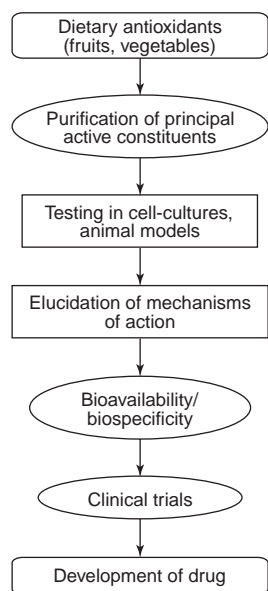 Dietary antioxidants
(fruits, vegetables)
Purification of principal
active constituents
Testing in cell-cultures,
animal models
Elucidation of mechanisms
of action
Bioavailability/
biospecificity
Clinical trials
Development of drug